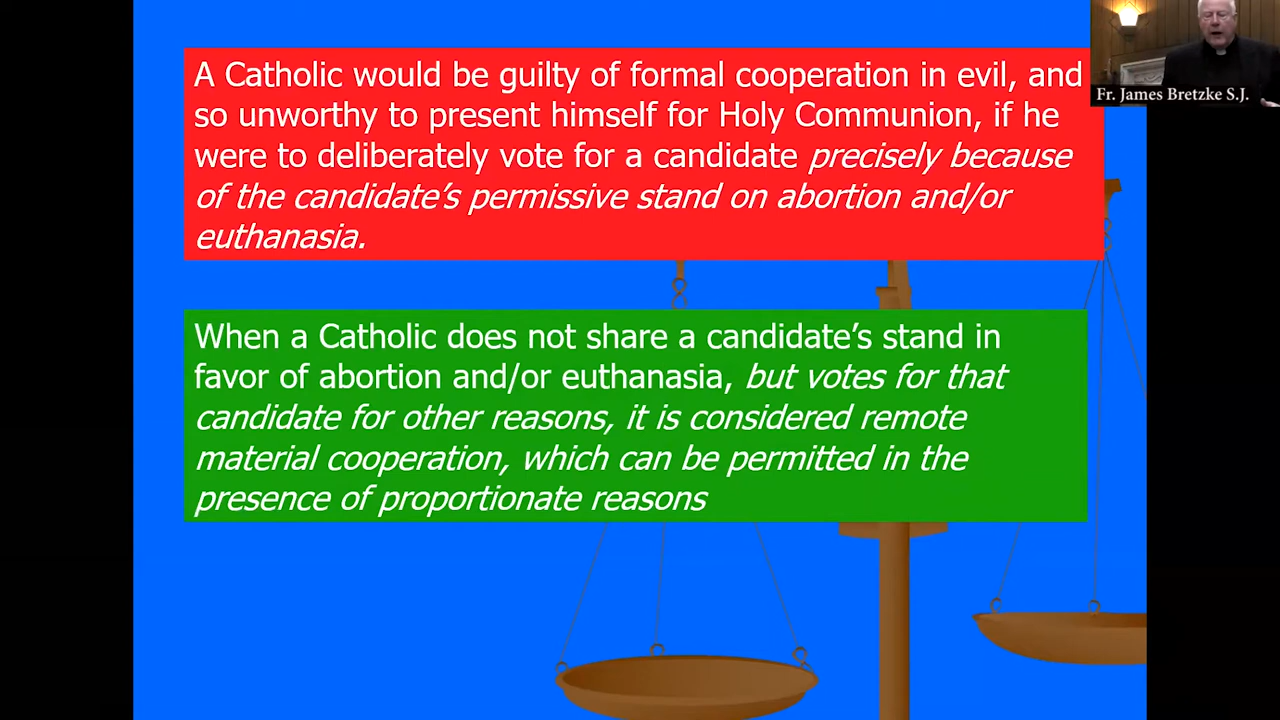 A Catholic would be guilty of formal cooperation in evil, and
so unworthy to present himself for Holy Communion, if he
were to deliberately vote for a candidate precisely because
of the candidate's permissive stand on abortion and/or
euthanasia.
Fr. James Bretzke S.J.
When a Catholic does not share a candidate's stand in
favor of abortion and/or euthanasia, but votes for that
candidate for other reasons, it is considered remote
material cooperation, which can be permitted in the
presence of proportionate reasons